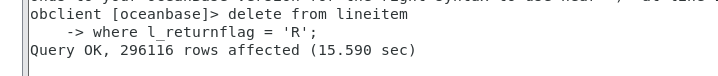 obclient [oceanbase]> delete from lineitem
    -> where l_returnflag = 'R';
Query OK, 296116 rows affected (15.590 sec)